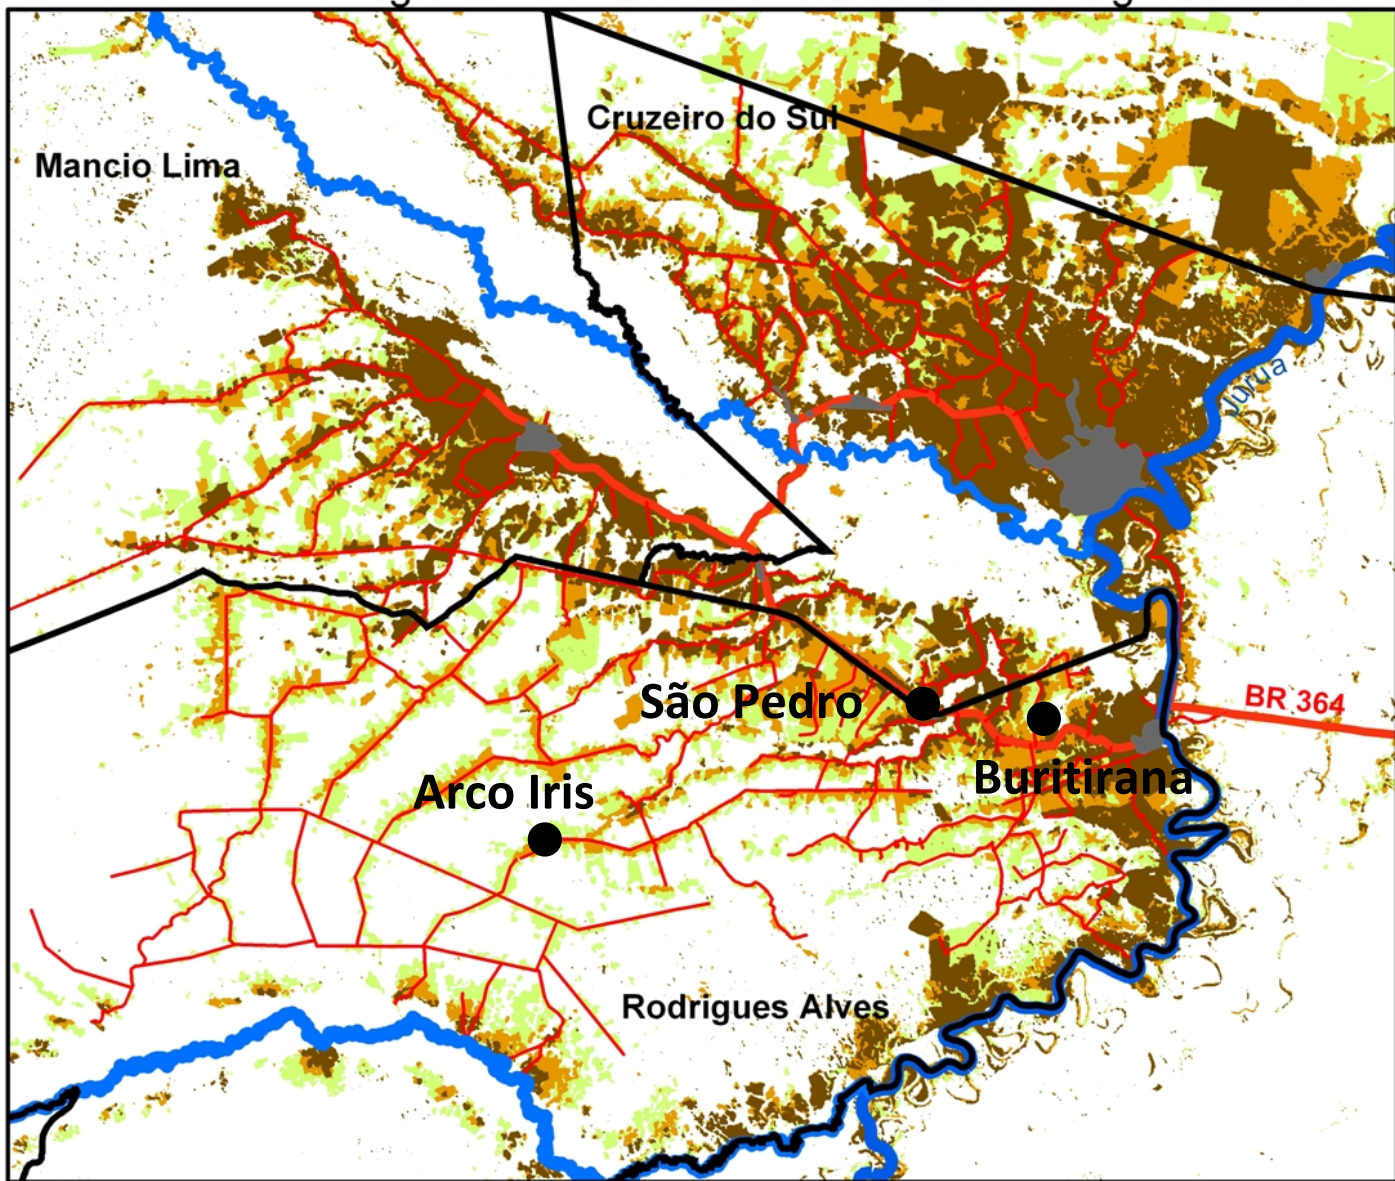 Cruzeiro do Sul
Mancio Lima
Juruá
São Pedro
BR 364
Buritirana
Arco Iris
Rodrigues Alves